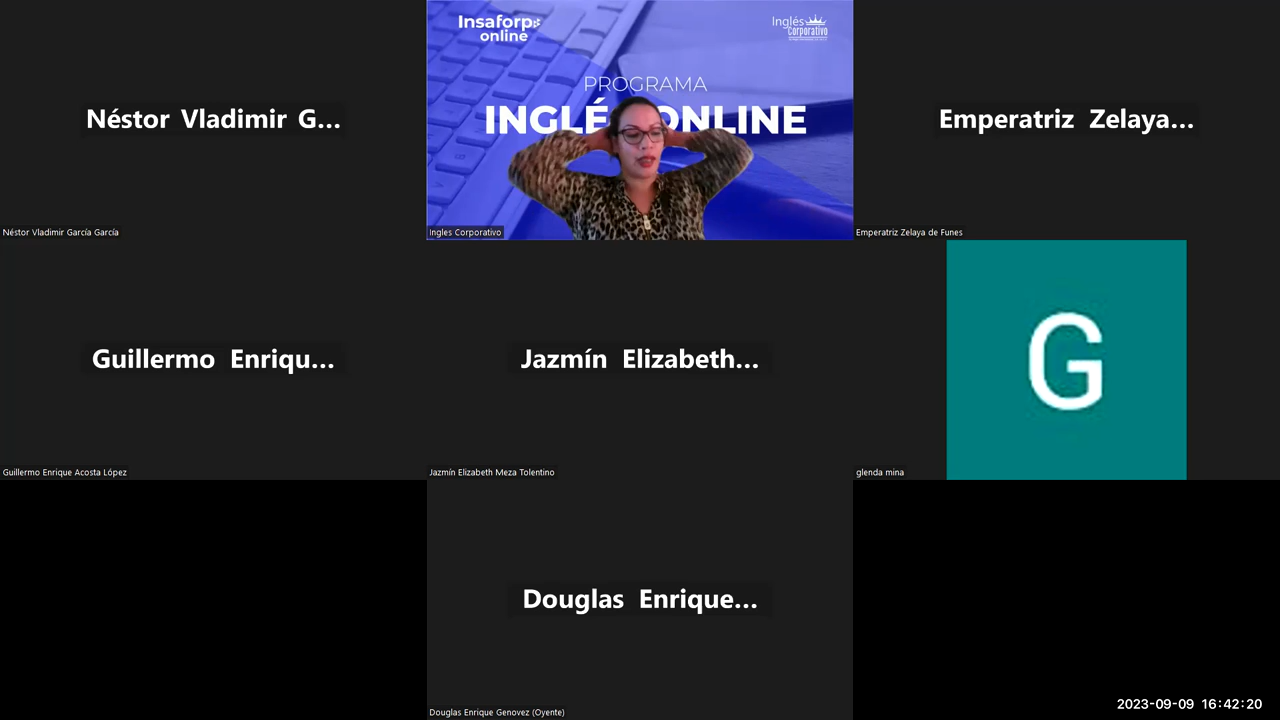 Néstor Vladimir G...
Néstor Vladimir García García
Insaforp
online
Inglés
Corporativo
PROGRAMA
INGLÉ ONLINE
Ingles Corporativo
Emperatriz Zelaya...
Emperatriz Zelaya de Funes
Guillermo Enriqu...
Guillermo Enrique Acosta López
Jazmín Elizabeth...
Jazmín Elizabeth Meza Tolentino
G
glenda mina
Douglas Enrique...
Douglas Enrique Genovez (Oyente)
2023-09-09 16:42:20